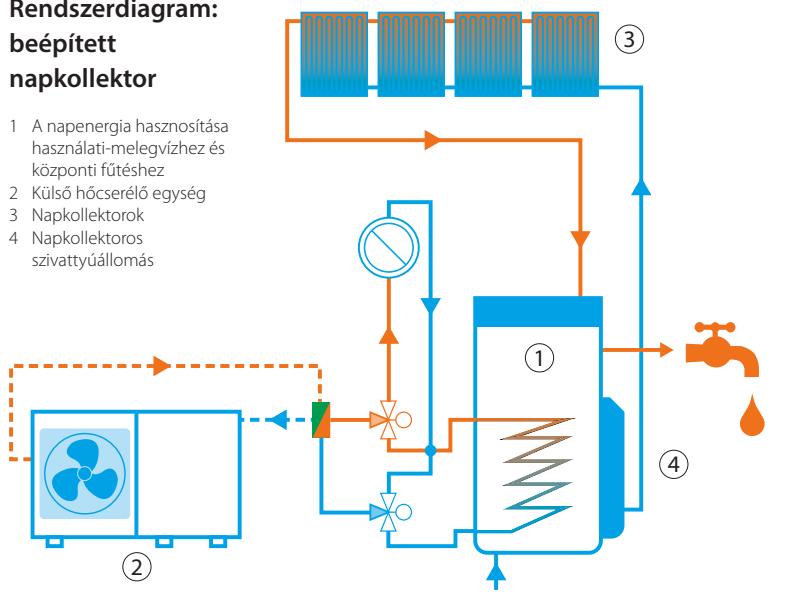 Rendszerdiagram:
beépített
napkollektor
1 A napenergia hasznosítása
használati-melegvízhez és
központi fűtéshez
2 Külső hőcserélő egység
3 Napkollektorok
4 Napkollektoros
szivattyúállomás
3
1
4
2